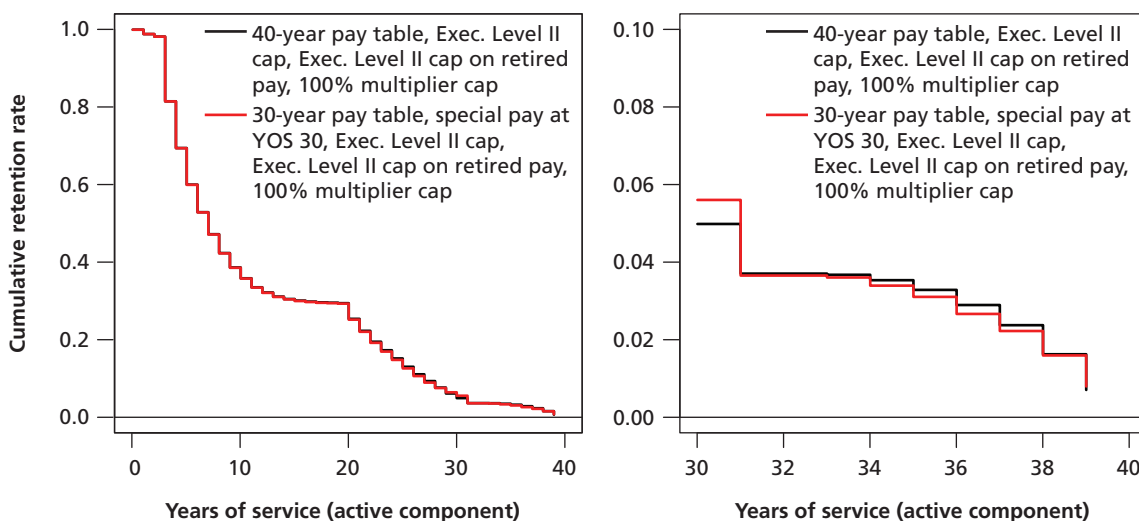 Cumulative retention rate
1.0
0.8
0.6
0.4
0.2
0.0
40-year pay table, Exec. Level II
cap, Exec. Level II cap on retired
pay, 100% multiplier cap
30-year pay table, special pay at
YOS 30, Exec. Level II cap,
Exec. Level II cap on retired pay,
100% multiplier cap
0 10 20 30 40
Years of service (active component)
0.10
0.08
0.06
0.04
0.02
0.00
40-year pay table, Exec. Level II
cap, Exec. Level II cap on retired
pay, 100% multiplier cap
30-year pay table, special pay at
YOS 30, Exec. Level II cap,
Exec. Level II cap on retired pay,
100% multiplier cap
30 32 34 36 38 40
Years of service (active component)